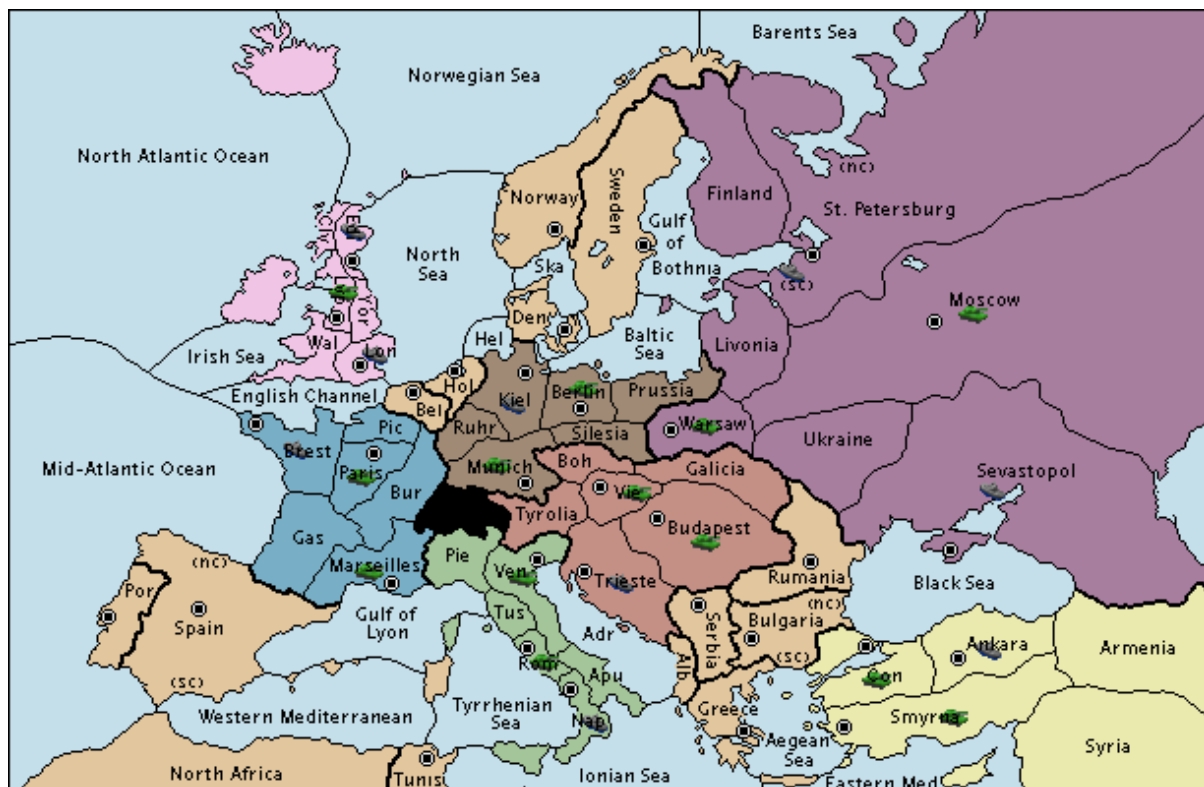 Barents Sea
Norwegian Sea
North Atlantic Ocean
(nc)
Norway
Sweden
Finland
St. Petersburg
Gulf of
Bothnia
North
Sea
Ska
(sc)
Moscow
Den
Baltic
Sea
Livonia
Wal
Lon
Irish Sea
Hel
English Channel
Hol
Bel
Kiel
Berlin
Prussia
Ruhr
Silesia
Warsaw
Ukraine
Pic
Brest
Paris
Mid-Atlantic Ocean
Munich
Boh
Galicia
Sevastopol
Bur
Vie
Tyrolia
Budapest
Gas
Marseilles
Pie
Ven
Trieste
Rumania
Black Sea
(nc)
Por
Spain
Gulf of
Lyon
Tus
Adr
Serbia
(nc)
Bulgaria
(sc)
Ankara
Armenia
Rom
Apu
Alb
Con
(sc)
Western Mediterranean
Tyrrhenian
Sea
Nap
Greece
Smyrna
Aegean
Sea
Syria
North Africa
Tunis
Ionian Sea
Eastern Med